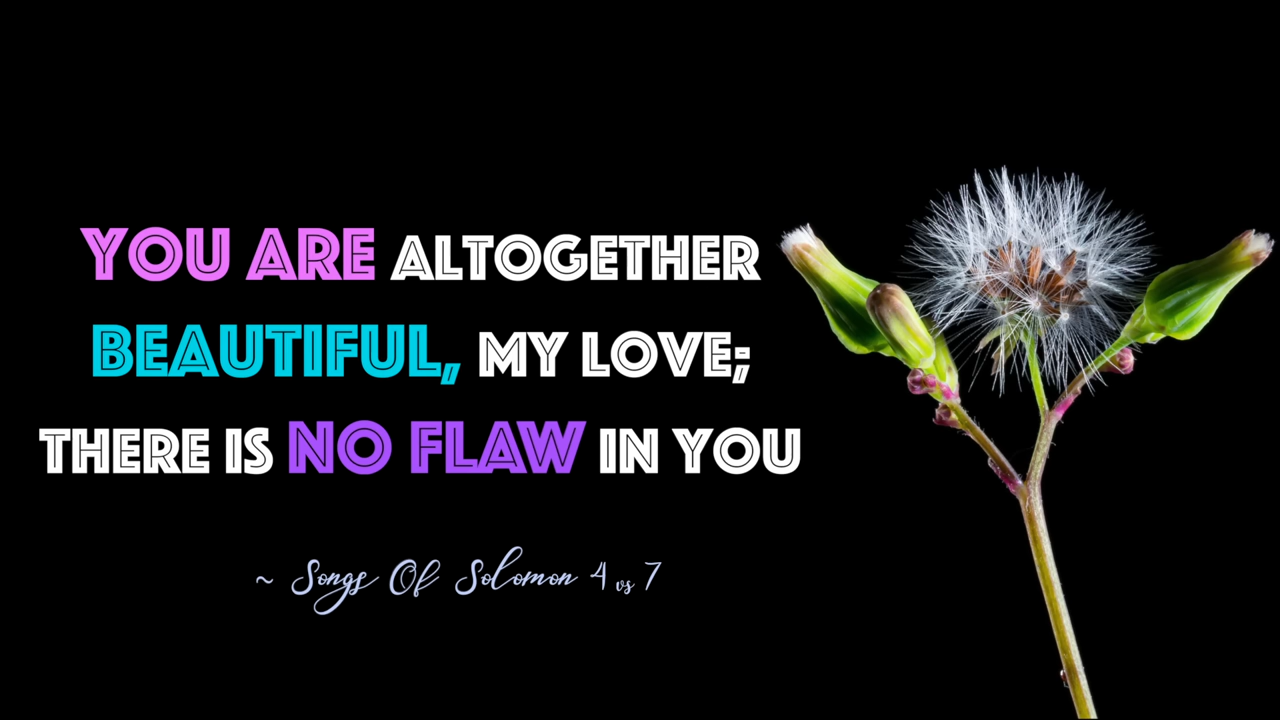 YOU ARE ALTOGETHER
BEAUTIFUL, MY LOVE;
THERE IS NO FLAW IN YOU
~ Songs Of Solomon 4 vs 7